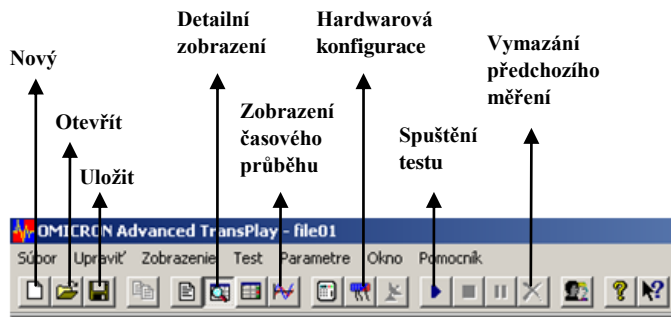 Nový
Otevřít
Uložit
Detailní
zobrazení
Zobrazení
časového
průběhu
Hardwarová
konfigurace
Spuštění
testu
Vymazání
předchozího
měření
OMICRON Advanced TransPlay - file01
Súbor Upraviť Zobrazenie Test Parametre Okno Pomocník